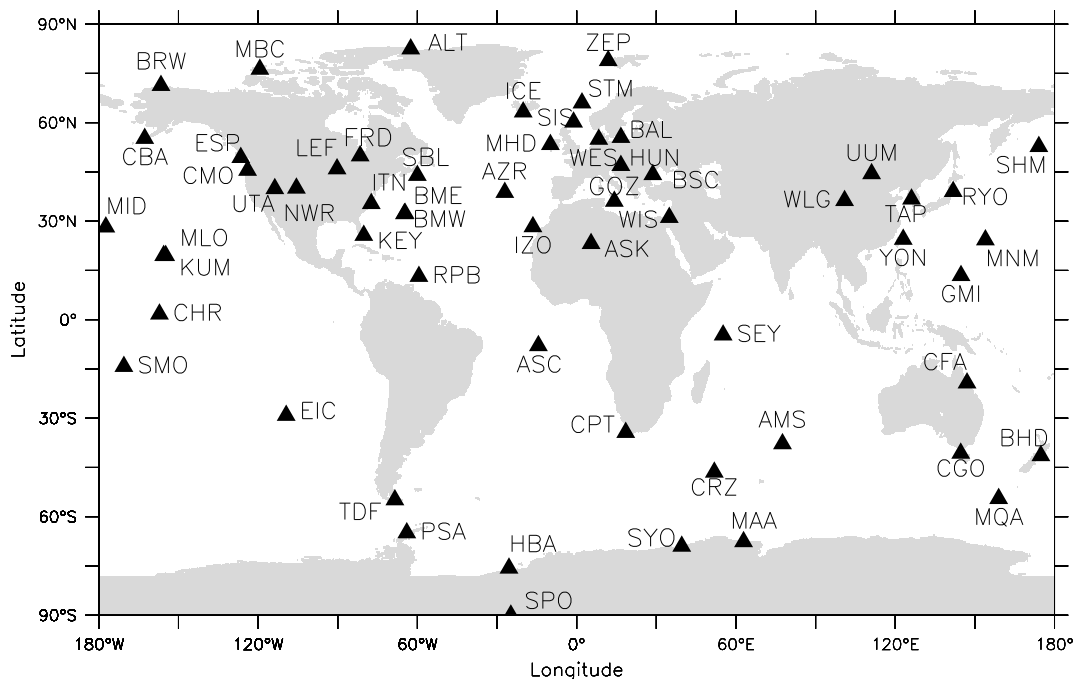 90°N
60°N
30°N
0°
30°S
60°S
90°S
Latitude
180°W
120°W
60°W
0°
60°E
120°E
180°
Longitude
ALT
ZEP
MBC
BRW
STM
ICE
SIS
BAL
FRD
ESP
LEF
MHD
UUM
CBA
WES
HUN
SBL
SHM
CMO
AZR
BSC
ITN
GOZ
BME
UTA
WLG
RYO
MID
NWR
BMW
WIS
TAP
MLO
KEY
IZO
ASK
YON
MNM
KUM
RPB
GMI
CHR
SEY
SMO
ASC
CFA
EIC
CPT
AMS
BHD
CGO
CRZ
TDF
MQA
PSA
MAA
HBA
SYO
SPO